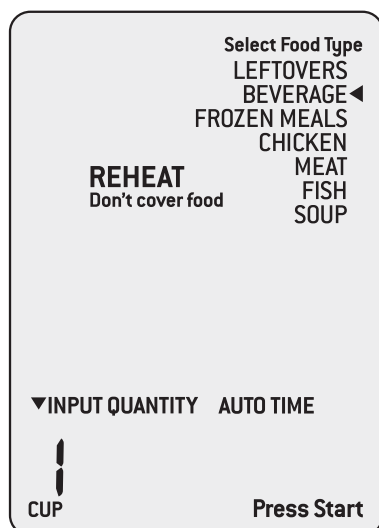 Select Food Type
LEFTOVERS
BEVERAGE◀
FROZEN MEALS
CHICKEN
MEAT
FISH
SOUP
REHEAT
Don't cover food
▼INPUT QUANTITY AUTO TIME
1
CUP Press Start